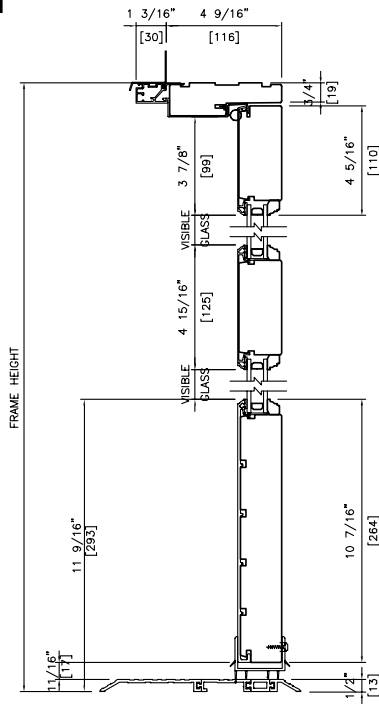 1 3/16" 4 9/16"
[30] [116]
3/4"
[19]
3 7/8"
[99]
4 5/16"
[110]
VISIBLE
GLASS
4 15/16"
[125]
VISIBLE
GLASS
FRAME HEIGHT
11 9/16"
[293]
10 7/16"
[264]
11/16"
[17]
1/2"
[13]